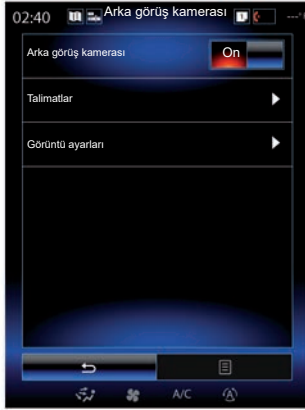 02:40 Arka görüş kamerası
Arka görüş kamerası On
Talimatlar
Görüntü ayarları
A/C